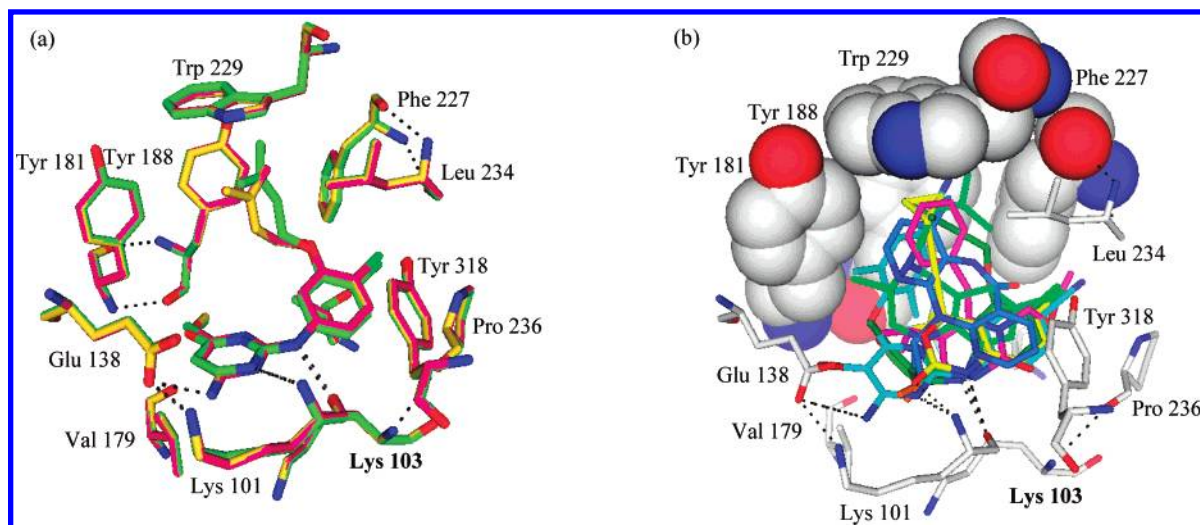 (a)
Trp 229
Phe 227
Tyr 181
Tyr 188
Leu 234
Tyr 318
Pro 236
Glu 138
Val 179
Lys 101
Lys 103
(b)
Trp 229
Phe 227
Tyr 188
Tyr 181
Leu 234
Tyr 318
Glu 138
Pro 236
Val 179
Lys 101
Lys 103